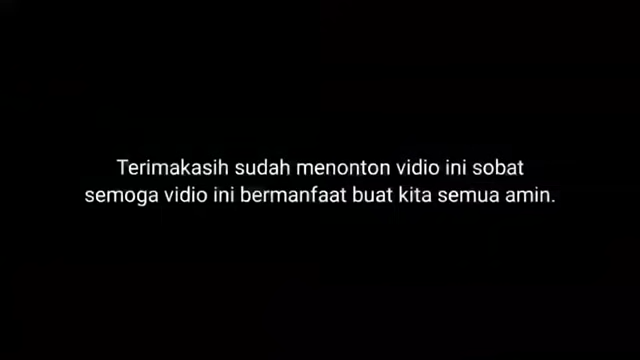 Terimakasih sudah menonton vidio ini sobat
semoga vidio ini bermanfaat buat kita semua amin.